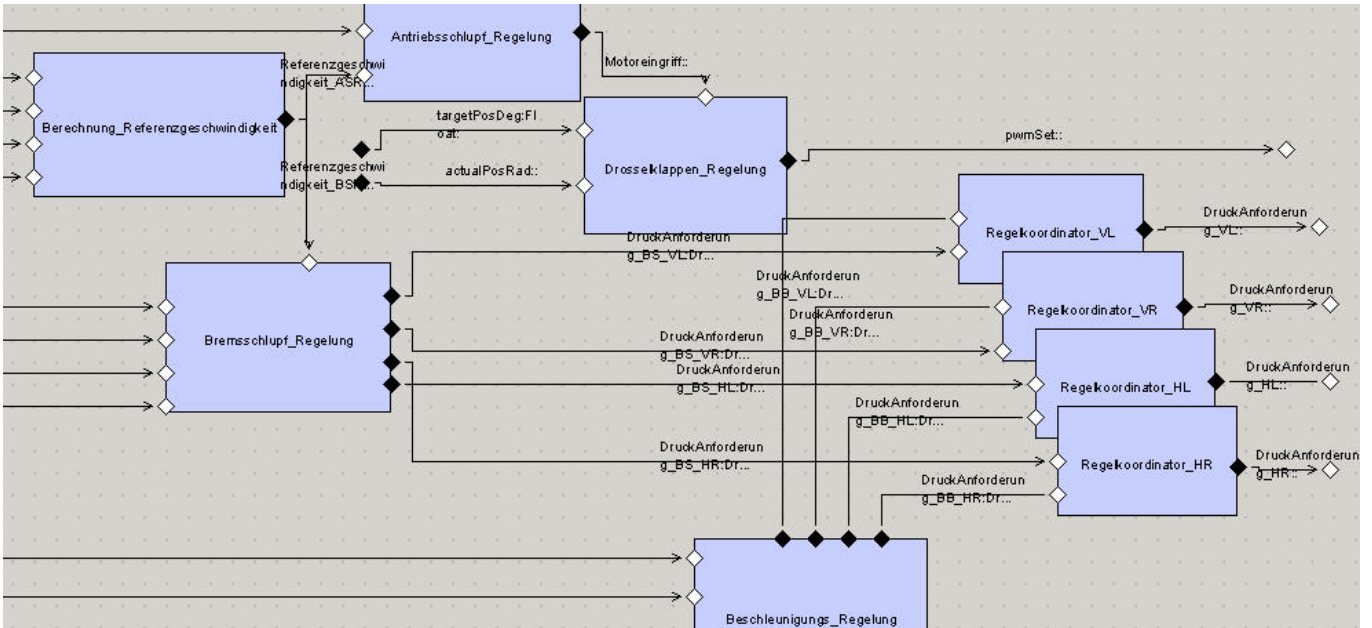 Antriebsschlupf_Regelung
Referenzgeschwi
ndigkeit_ASR...
Motoreingriff::
Berechnung_Referenzgeschwindigkeit
targetPosDeg:Fl
oat:
Referenzgeschwi
ndigkeit_BSR...
actualPosRad::
Drosselklappen_Regelung
pwmSet::
DruckAnforderun
g_BS_VL:Dr...
Regelkoordinator_VL
DruckAnforderun
g_VL::
DruckAnforderun
g_BB_VL:Dr...
DruckAnforderun
g_BB_VR:Dr...
Regelkoordinator_VR
DruckAnforderun
g_VR::
Bremsschlupf_Regelung
DruckAnforderun
g_BS_VR:Dr...
DruckAnforderun
g_BS_HL:Dr...
Regelkoordinator_HL
DruckAnforderun
g_HL::
DruckAnforderun
g_BB_HL:Dr...
DruckAnforderun
g_BS_HR:Dr...
Regelkoordinator_HR
DruckAnforderun
g_HR::
DruckAnforderun
g_BB_HR:Dr...
Beschleunigungs_Regelung